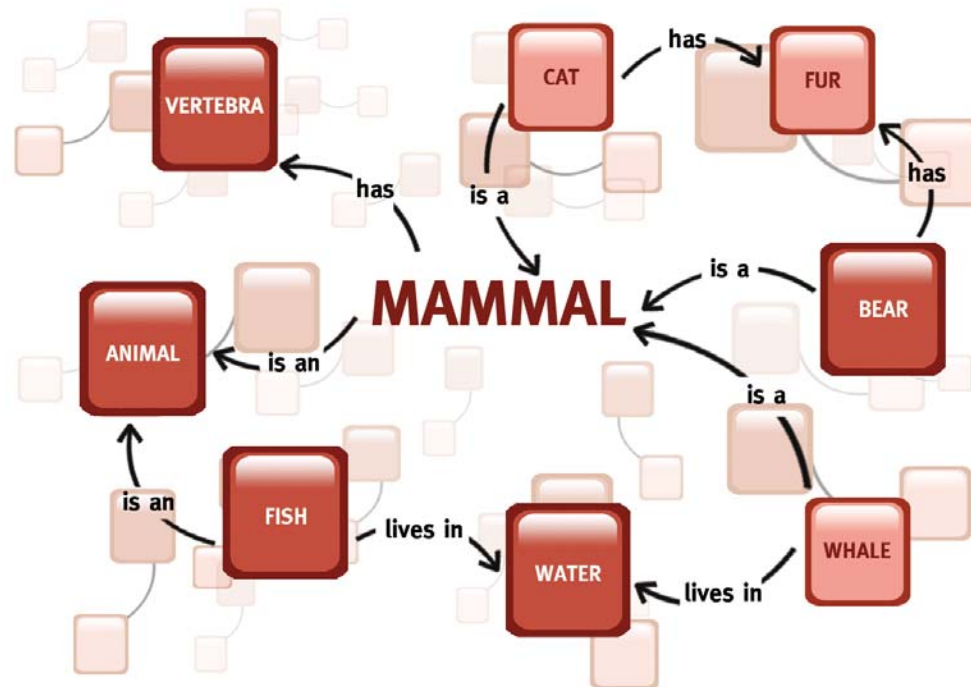 VERTEBRA
CAT
has
FUR
has
is a
has
MAMMAL
is a
BEAR
ANIMAL
is an
is a
is an
FISH
lives in
WATER
WHALE
lives in